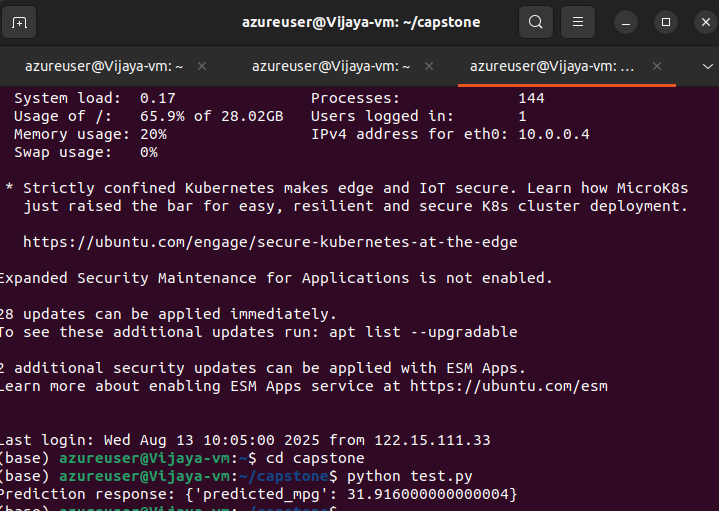 azureuser@Vijaya-vm: ~/capstone
azureuser@Vijaya-vm: ~
azureuser@Vijaya-vm: ~
azureuser@Vijaya-vm: ...
System load: 0.17 Processes: 144
Usage of /: 65.9% of 28.02GB Users logged in: 1
Memory usage: 20% IPv4 address for eth0: 10.0.0.4
Swap usage: 0%
* Strictly confined Kubernetes makes edge and IoT secure. Learn how MicroK8s
just raised the bar for easy, resilient and secure K8s cluster deployment.
https://ubuntu.com/engage/secure-kubernetes-at-the-edge
Expanded Security Maintenance for Applications is not enabled.
28 updates can be applied immediately.
To see these additional updates run: apt list --upgradable
2 additional security updates can be applied with ESM Apps.
Learn more about enabling ESM Apps service at https://ubuntu.com/esm
Last login: Wed Aug 13 10:05:00 2025 from 122.15.111.33
(base) azureuser@Vijaya-vm:~$ cd capstone
(base) azureuser@Vijaya-vm:~/capstone$ python test.py
Prediction response: {'predicted_mpg': 31.916000000000004}
(base) azureuser@Vijaya-vm:~/capstone$